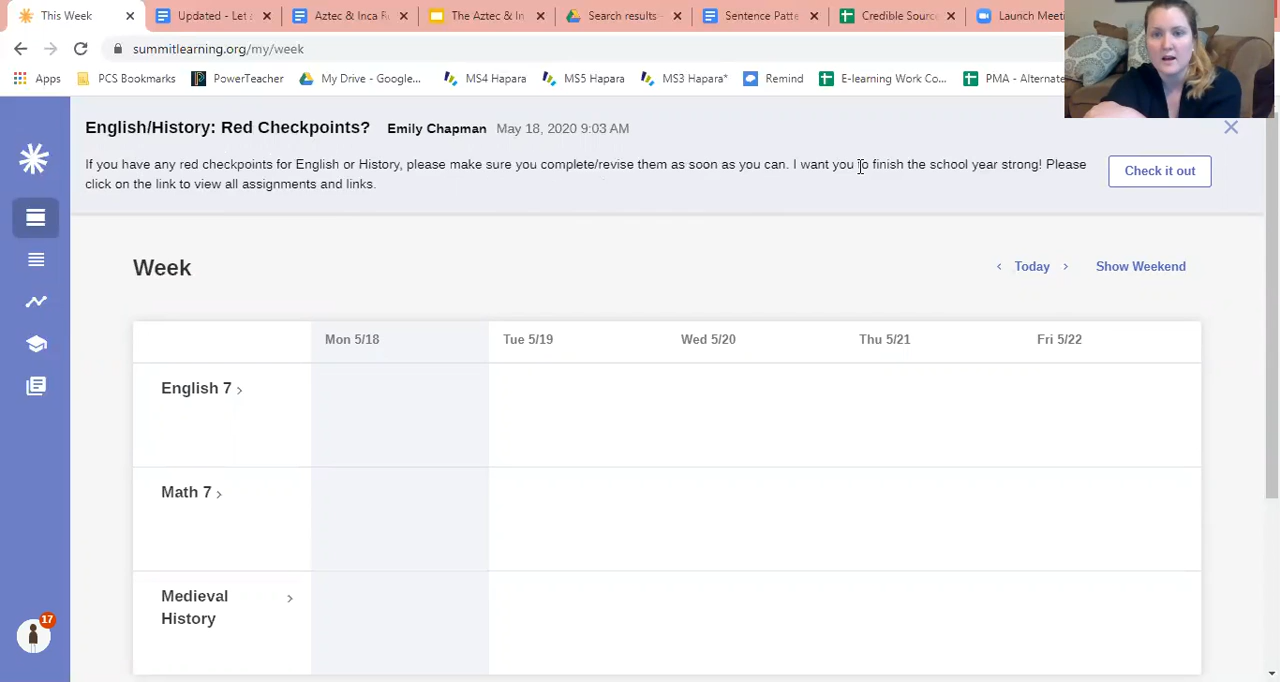 This Week
Updated - Let a
Aztec & Inca R
The Aztec & In
Search results -
Sentence Patte
Credible Sourc
Launch Meeti
summitlearning.org/my/week
Apps
PCS Bookmarks
PowerTeacher
My Drive - Google...
MS4 Hapara
MS5 Hapara
MS3 Hapara*
Remind
E-learning Work Co...
PMA - Alternate
English/History: Red Checkpoints? Emily Chapman May 18, 2020 9:03 AM
If you have any red checkpoints for English or History, please make sure you complete/revise them as soon as you can. I want you to finish the school year strong! Please
click on the link to view all assignments and links.
Check it out
Week
Today
Show Weekend
Mon 5/18
Tue 5/19
Wed 5/20
Thu 5/21
Fri 5/22
English 7
Math 7
Medieval
History
17